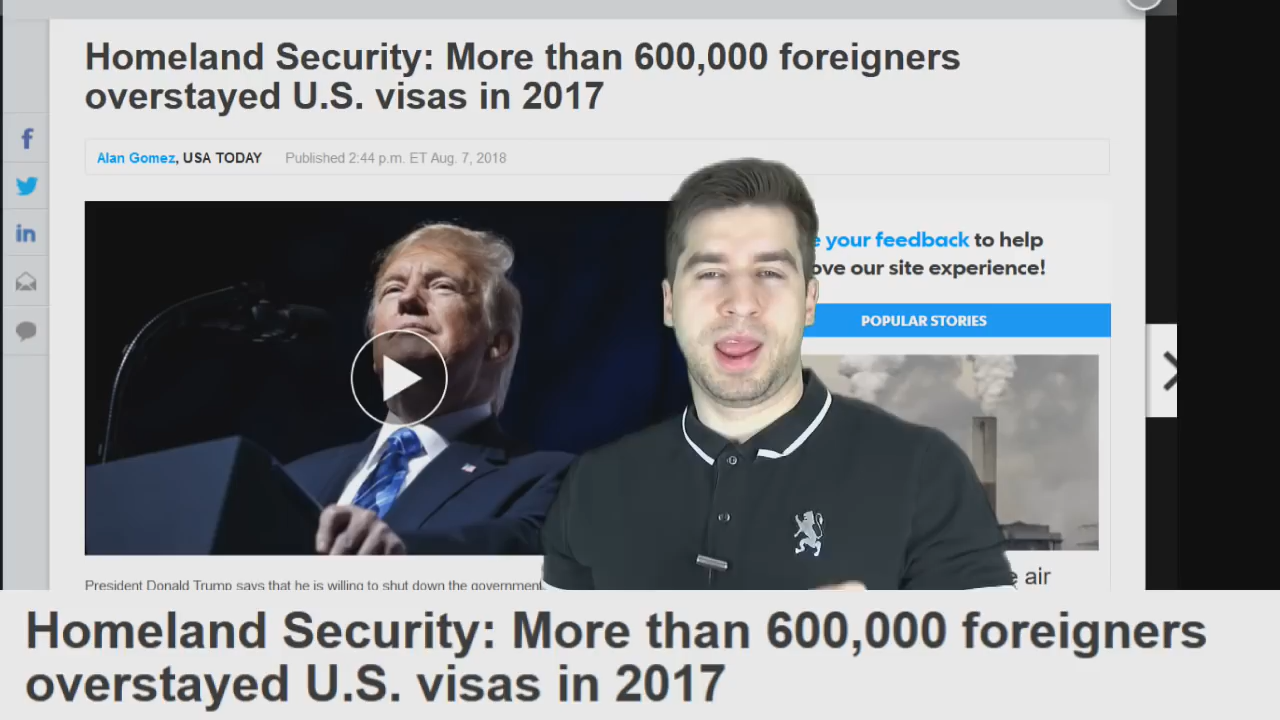 Homeland Security: More than 600,000 foreigners
overstayed U.S. visas in 2017
Alan Gomez, USA TODAY Published 2:44 p.m. ET Aug. 7, 2018
your feedback to help
our site experience!
POPULAR STORIES
President Donald Trump says that he is willing to shut down the government
air
Homeland Security: More than 600,000 foreigners
overstayed U.S. visas in 2017